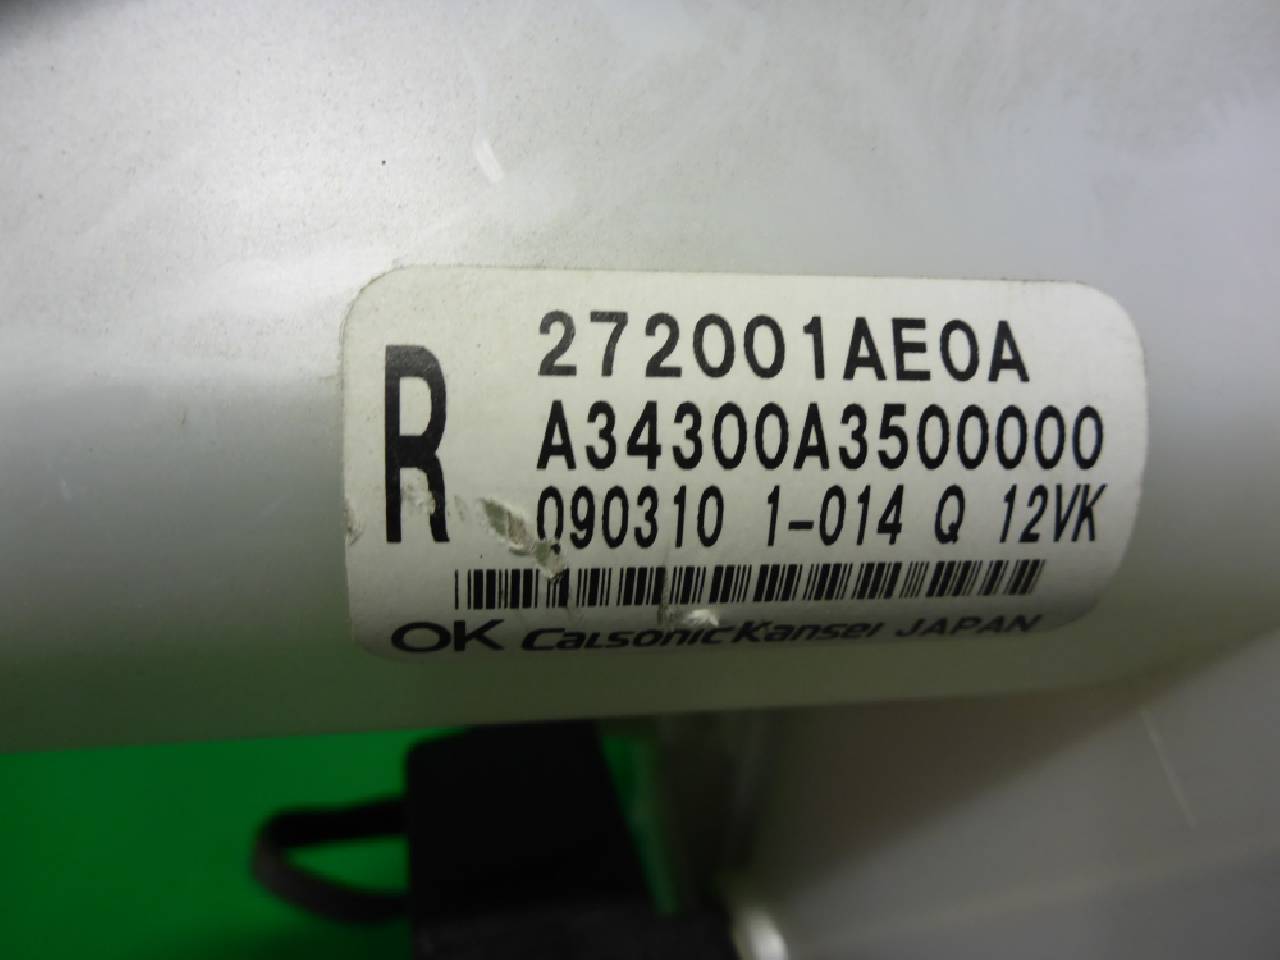 R
272001AE0A
A34300A3500000
090310 1-014 Q 12VK
OK CalsonicKansei JAPAN